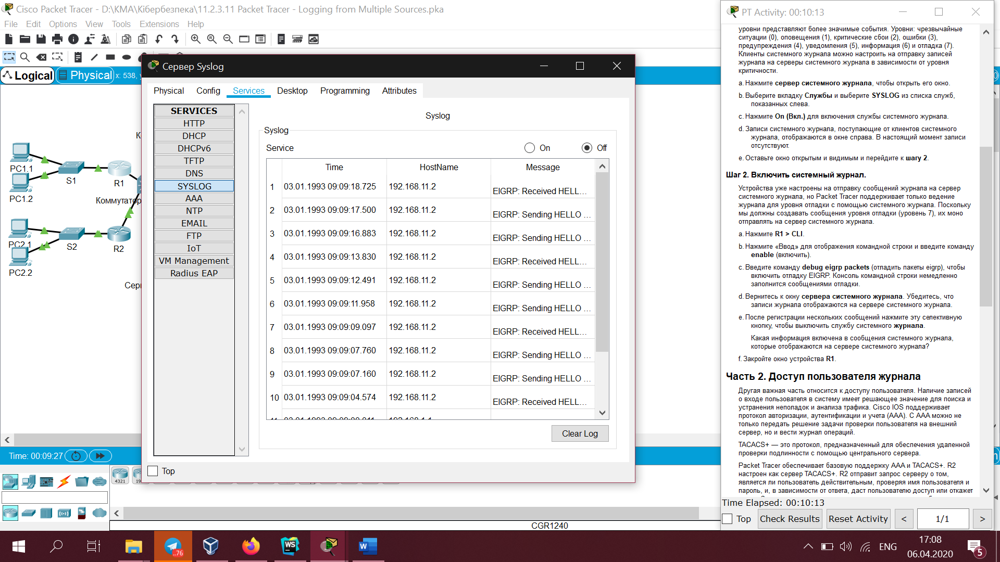 Cisco Packet Tracer - D:\KMA\Кібербезпека\11.2.3.11 Packet Tracer - Logging from Multiple Sources.pka
File Edit Options View Tools Extensions Help
Logical
Physical
x: 538,
PC1.1
PC1.2
S1
R1
Коммутатор
PC2.1
PC2.2
S2
R2
Time: 00:09:27
4321
CGR1240
Сервер Syslog
Physical Config Services Desktop Programming Attributes
SERVICES
HTTP
DHCP
DHCPv6
TFTP
DNS
SYSLOG
AAA
NTP
EMAIL
FTP
IoT
VM Management
Radius EAP
Syslog
Syslog
Service On Off
Time HostName Message
1 03.01.1993 09:09:18.725 192.168.11.2 EIGRP: Received HELL...
2 03.01.1993 09:09:17.500 192.168.11.2 EIGRP: Sending HELLO ...
3 03.01.1993 09:09:16.883 192.168.11.2 EIGRP: Sending HELLO ...
4 03.01.1993 09:09:13.830 192.168.11.2 EIGRP: Received HELL...
5 03.01.1993 09:09:12.491 192.168.11.2 EIGRP: Sending HELLO ...
6 03.01.1993 09:09:11.958 192.168.11.2 EIGRP: Sending HELLO ...
7 03.01.1993 09:09:09.097 192.168.11.2 EIGRP: Received HELL...
8 03.01.1993 09:09:07.760 192.168.11.2 EIGRP: Sending HELLO ...
9 03.01.1993 09:09:07.160 192.168.11.2 EIGRP: Sending HELLO ...
10 03.01.1993 09:09:04.574 192.168.11.2 EIGRP: Received HELL...
Clear Log
Top
PT Activity: 00:10:13
уровни представляют более значимые события. Уровни: чрезвычайные
ситуации (0), оповещения (1), критические сбои (2), ошибки (3),
предупреждения (4), уведомления (5), информация (6) и отладка (7).
Клиенты системного журнала можно настроить на отправку записей
журнала на серверы системного журнала в зависимости от уровня
критичности.
a. Нажмите сервер системного журнала, чтобы открыть его окно.
b. Выберите вкладку Службы и выберите SYSLOG из списка служб,
показанных слева.
c. Нажмите On (Вкл.) для включения службы системного журнала.
d. Записи системного журнала, поступающие от клиентов системного
журнала, отображаются в окне справа. В настоящий момент записи
отсутствуют.
e. Оставьте окно открытым и видимым и перейдите к шагу 2.
Шаг 2. Включить системный журнал.
Устройства уже настроены на отправку сообщений журнала на сервер
системного журнала, но Packet Tracer поддерживает только ведение
журнала для уровня отладки с помощью системного журнала. Поскольку
мы должны создавать сообщения уровня отладки (уровень 7), их моно
отправлять на сервер системного журнала.
a. Нажмите R1 > CLI.
b. Нажмите «Ввод» для отображения командной строки и введите команду
enable (включить).
c. Введите команду debug eigrp packets (отладить пакеты eigrp), чтобы
включить отладку EIGRP. Консоль командной строки немедленно
заполнится сообщениями отладки.
d. Вернитесь к окну сервера системного журнала. Убедитесь, что
записи журнала отображаются на сервере системного журнала.
e. После регистрации нескольких сообщений нажмите эту селективную
кнопку, чтобы выключить службу системного журнала.
Какая информация включена в сообщения системного журнала,
которые отображаются на сервере системного журнала?
f. Закройте окно устройства R1.
Часть 2. Доступ пользователя журнала
Другая важная часть относится к доступу пользователя. Наличие записей
о входе пользователя в систему имеет решающее значение для поиска и
устранения неполадок и анализа трафика. Cisco IOS поддерживает
протокол авторизации, аутентификации и учета (AAA). С AAA можно не
только передать решение задачи проверки пользователя на внешний
сервер, но и вести журнал операций.
TACACS+ — это протокол, предназначенный для обеспечения удаленной
проверки подлинности с помощью центрального сервера.
Packet Tracer обеспечивает базовую поддержку AAA и TACACS+. R2
настроен как сервер TACACS+. R2 отправит запрос серверу о том,
является ли пользователь действительным, проверяя имя пользователя и
пароль, и, в зависимости от ответа, даст пользователю доступ или откажет
Time Elapsed: 00:10:13
Top Check Results Reset Activity < 1/1 >
..76
WS
W
ENG
17:08
06.04.2020
5